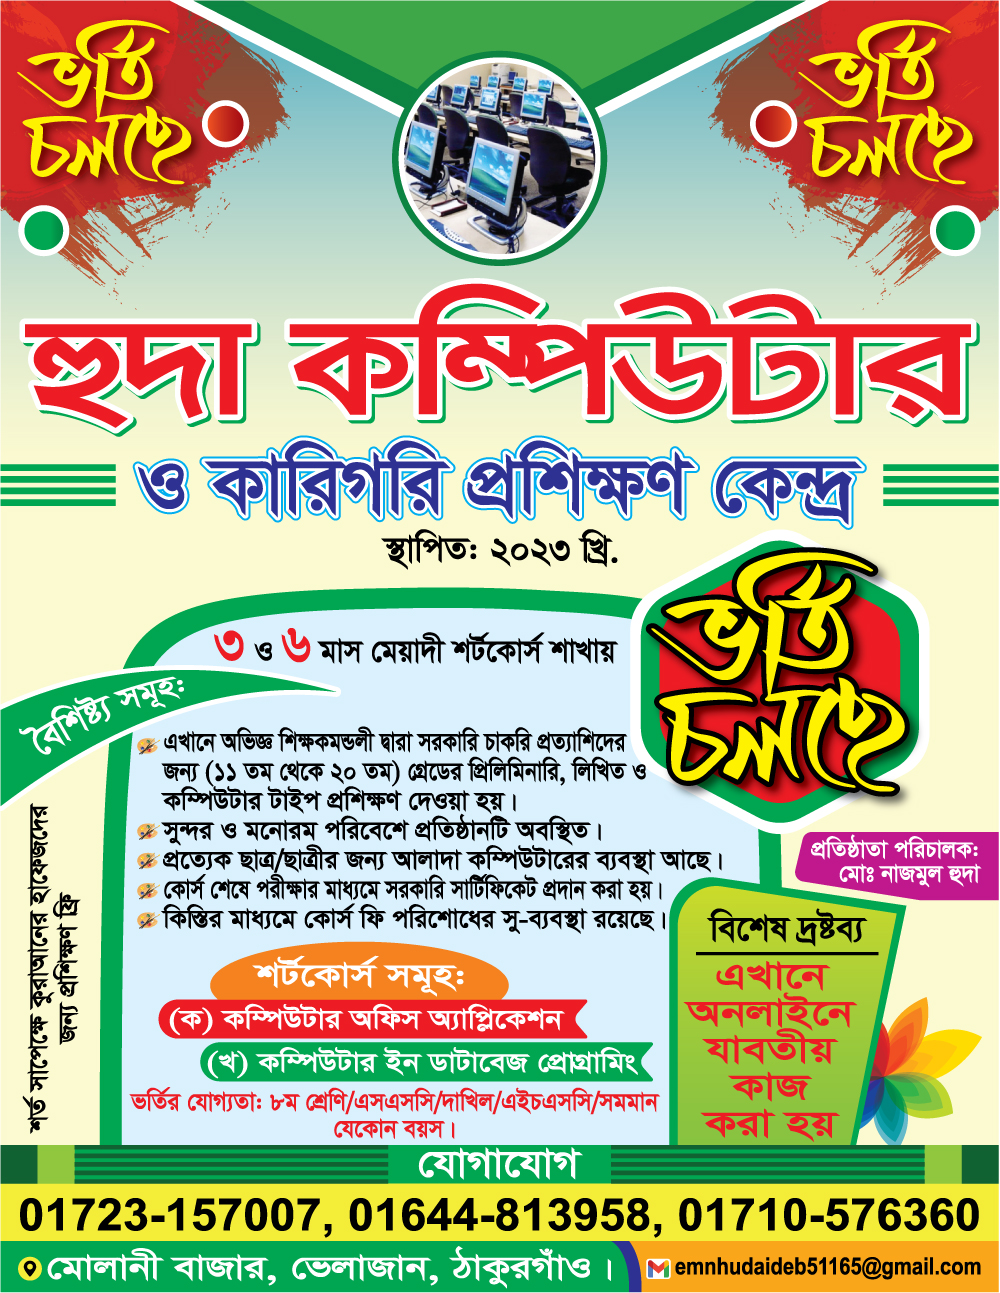 ভর্তি
চলছে
ভর্তি
চলছে
হুদা কম্পিউটার
ও কারিগরি প্রশিক্ষণ কেন্দ্র
স্থাপিত: ২০২৩ খ্রি.
ভর্তি
চলছে
৩ ও ৬ মাস মেয়াদী শর্টকোর্স শাখায়
বৈশিষ্ট্য সমূহ:
এখানে অভিজ্ঞ শিক্ষকমন্ডলী দ্বারা সরকারি চাকরি প্রত্যাশিদের
জন্য (১১ তম থেকে ২০ তম) গ্রেডের প্রিলিমিনারি, লিখিত ও
কম্পিউটার টাইপ প্রশিক্ষণ দেওয়া হয়।
সুন্দর ও মনোরম পরিবেশে প্রতিষ্ঠানটি অবস্থিত।
প্রত্যেক ছাত্র/ছাত্রীর জন্য আলাদা কম্পিউটারের ব্যবস্থা আছে।
কোর্স শেষে পরীক্ষার মাধ্যমে সরকারি সার্টিফিকেট প্রদান করা হয়।
কিস্তির মাধ্যমে কোর্স ফি পরিশোধের সু-ব্যবস্থা রয়েছে।
শর্ত সাপেক্ষে কুরাআনের হাফেজদের
জন্য প্রশিক্ষণ ফ্রি
প্রতিষ্ঠাতা পরিচালক:
মোঃ নাজমুল হুদা
শর্টকোর্স সমূহ:
(ক) কম্পিউটার অফিস অ্যাপ্লিকেশন
(খ) কম্পিউটার ইন ডাটাবেজ প্রোগ্রামিং
ভর্তির যোগ্যতা: ৮ম শ্রেণি/এসএসসি/দাখিল/এইচএসসি/সমমান
যেকোন বয়স।
বিশেষ দ্রষ্টব্য
এখানে
অনলাইনে
যাবতীয়
কাজ
করা হয়
যোগাযোগ
01723-157007, 01644-813958, 01710-576360
মোলানী বাজার, ভেলাজান, ঠাকুরগাঁও।
emnhudaideb51165@gmail.com